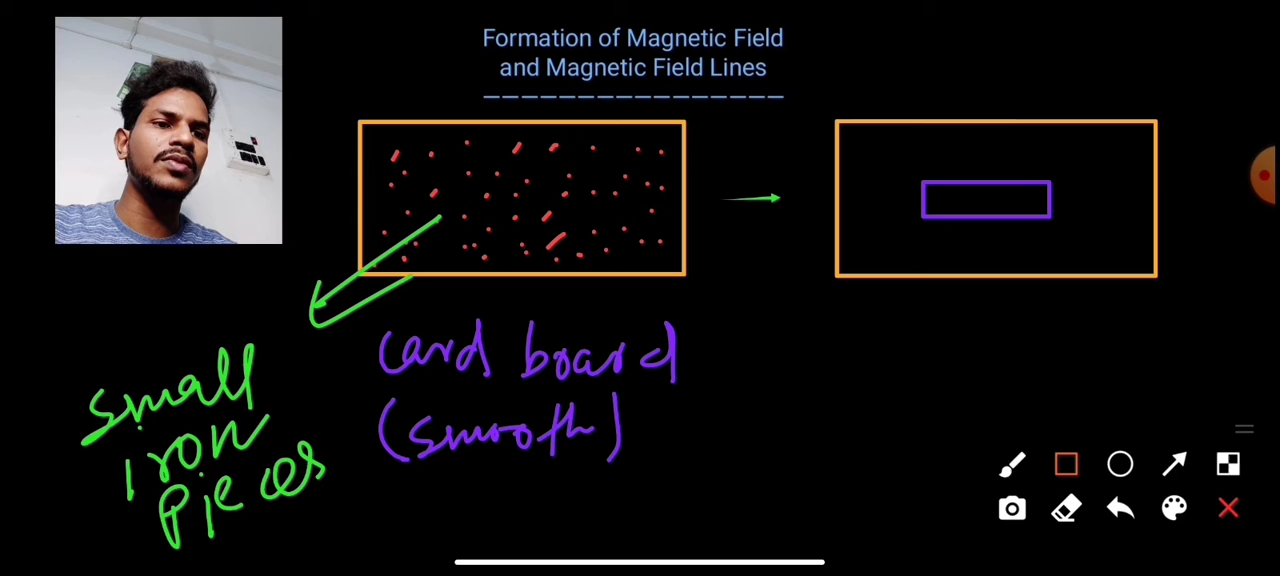 Formation of Magnetic Field
and Magnetic Field Lines
card board
(smooth)
small
iron
pieces